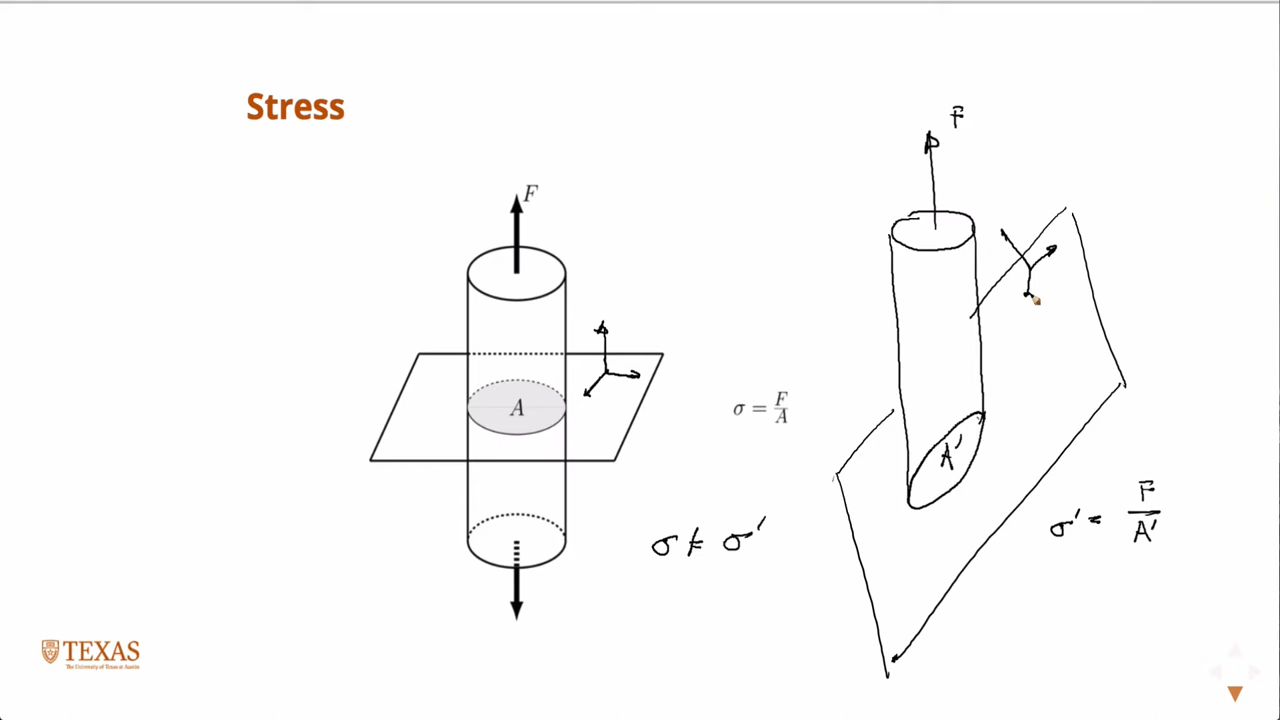 Stress
F
F
A
σ = F/A
A'
σ' = F/A'
σ ≠ σ'
TEXAS
The University of Texas at Austin